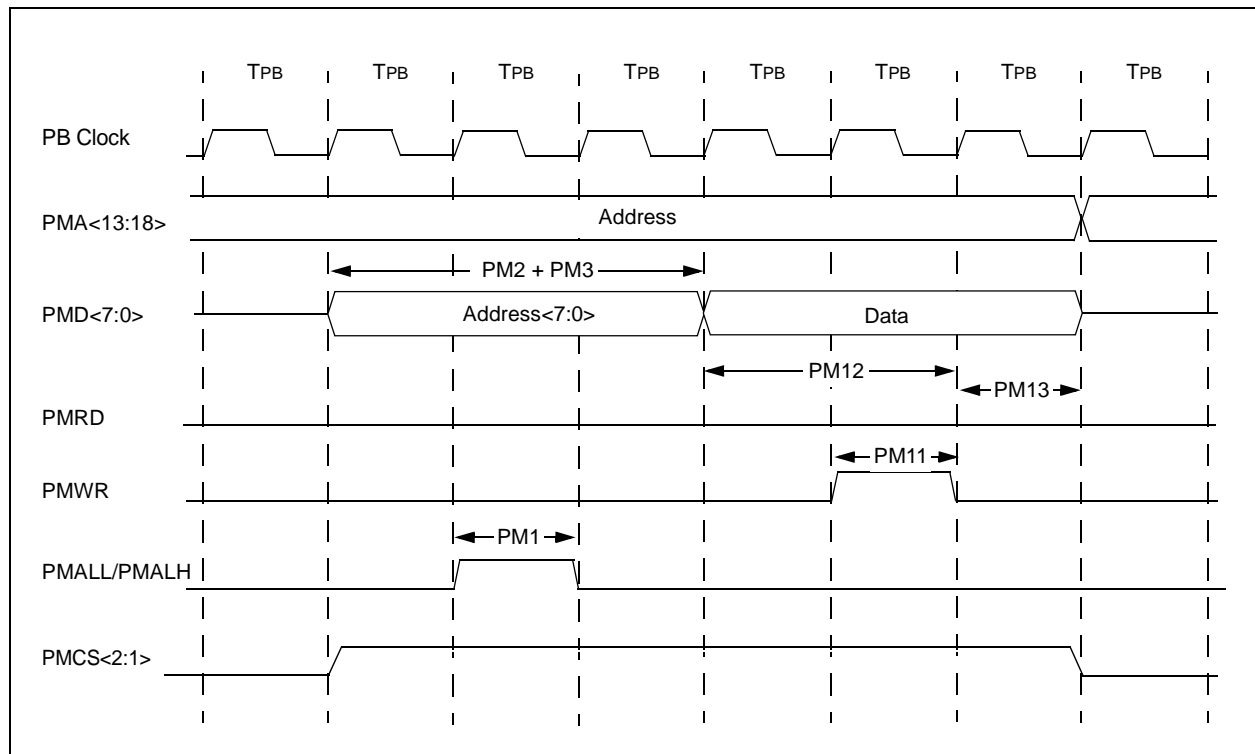 TPB TPB TPB TPB TPB TPB TPB TPB
PB Clock
PMA<13:18>
Address
PM2 + PM3
PMD<7:0>
Address<7:0>
Data
PM12
PM13
PMRD
PM11
PMWR
PM1
PMALL/PMALH
PMCS<2:1>